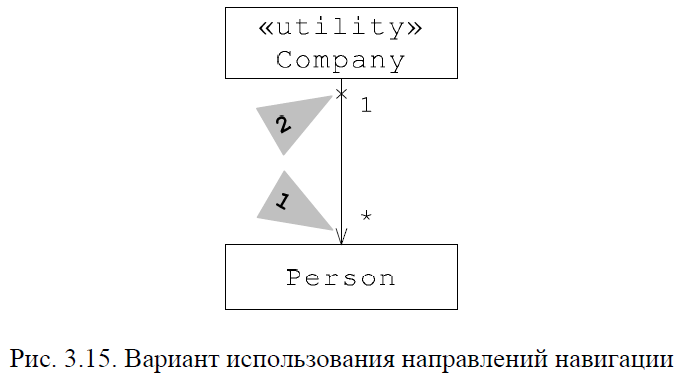 «utility»
Company
1
2
1
*
Person
Рис. 3.15. Вариант использования направлений навигации